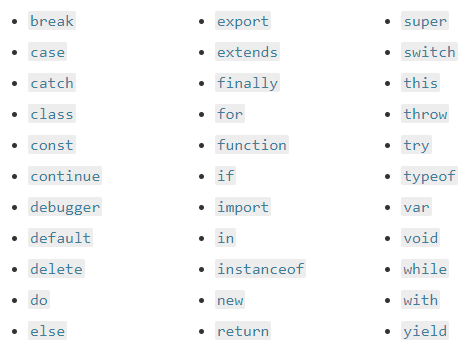 break
case
catch
class
const
continue
debugger
default
delete
do
else
export
extends
finally
for
function
if
import
in
instanceof
new
return
super
switch
this
throw
try
typeof
var
void
while
with
yield